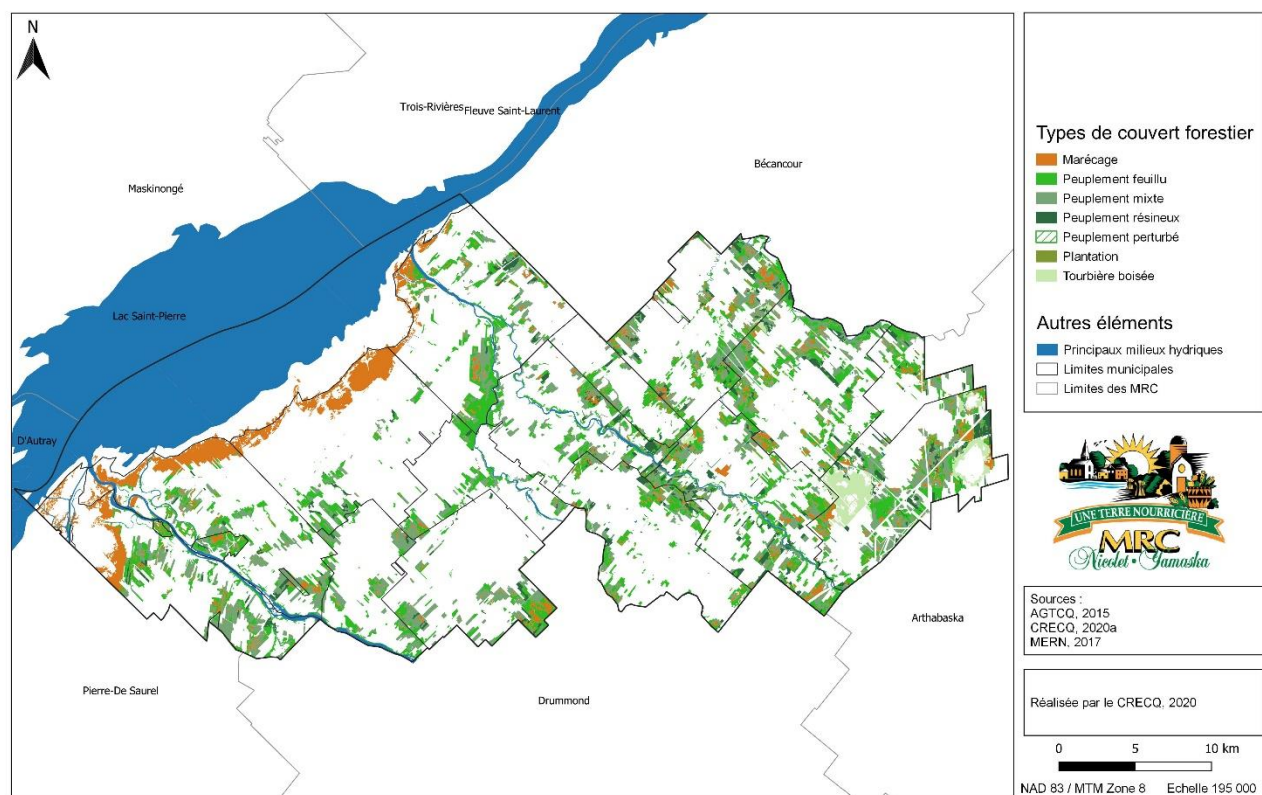 N
Trois-Rivières
Fleuve Saint-Laurent
Bécancour
Maskinongé
Lac Saint-Pierre
D'Autray
Arthabaska
Pierre-De Saurel
Drummond
Types de couvert forestier
Marécage
Peuplement feuillu
Peuplement mixte
Peuplement résineux
Peuplement perturbé
Plantation
Tourbière boisée
Autres éléments
Principaux milieux hydriques
Limites municipales
Limites des MRC
UNE TERRE NOURRICIÈRE
MRC
Nicolet • Yamaska
Sources :
AGTCQ, 2015
CRECQ, 2020a
MERN, 2017
Réalisée par le CRECQ, 2020
0 5 10 km
NAD 83 / MTM Zone 8 Echelle 195 000